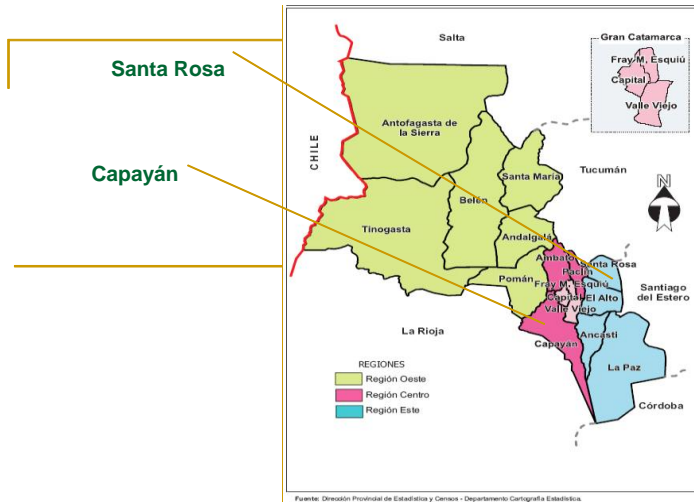 Santa Rosa
Capayán
Salta
Gran Catamarca
Fray M. Esquiú
Capital
Valle Viejo
Antofagasta de
la Sierra
CHILE
Santa María
Tucumán
N
Belén
Tinogasta
Andalgalá
Ambato
Paclín
Santa Rosa
Pomán
Fray M. Esquiú
Santiago
del Estero
Capital
El Alto
Valle Viejo
La Rioja
Capayán
Ancasti
La Paz
Córdoba
REGIONES
Región Oeste
Región Centro
Región Este
Fuente: Dirección Provincial de Estadística y Censos - Departamento Cartografía Estadística.